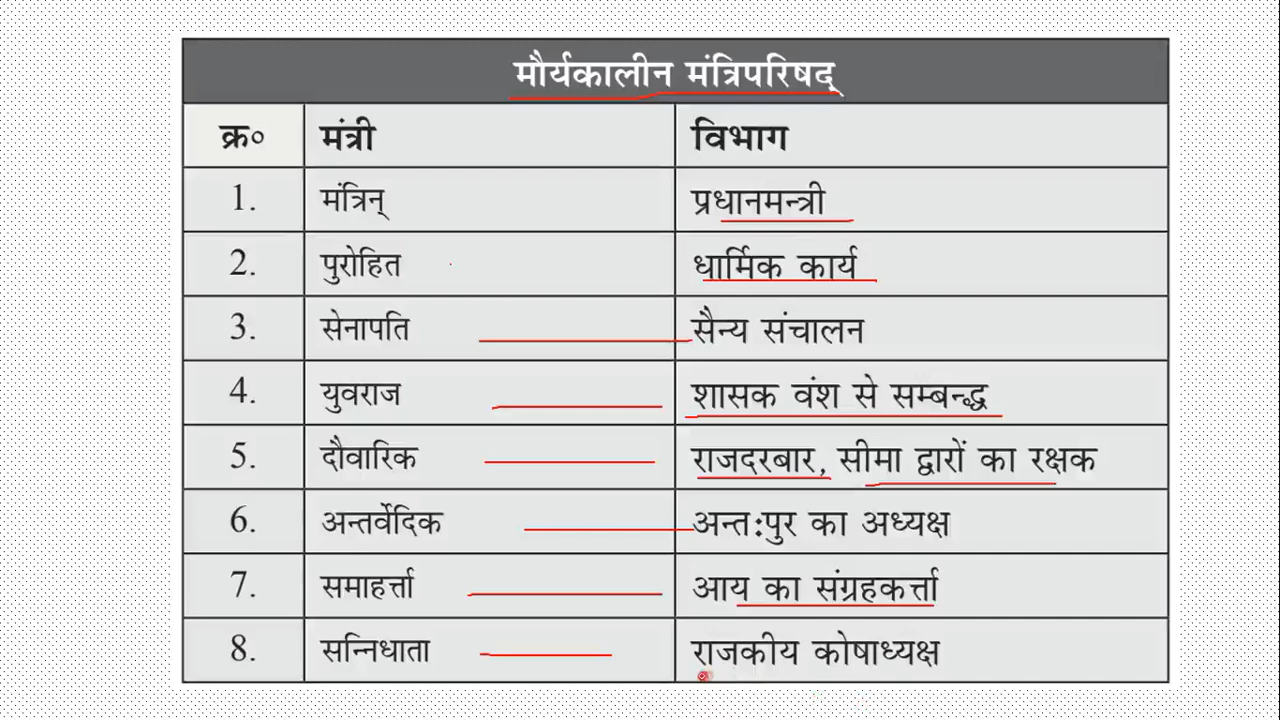 मौर्यकालीन मंत्रिपरिषद्
क्र० मंत्री विभाग
1. मंत्रिन् प्रधानमन्त्री
2. पुरोहित धार्मिक कार्य
3. सेनापति सैन्य संचालन
4. युवराज शासक वंश से सम्बन्द्ध
5. दौवारिक राजदरबार, सीमा द्वारों का रक्षक
6. अन्तर्वेदिक अन्त:पुर का अध्यक्ष
7. समाहर्त्ता आय का संग्रहकर्त्ता
8. सन्निधाता राजकीय कोषाध्यक्ष